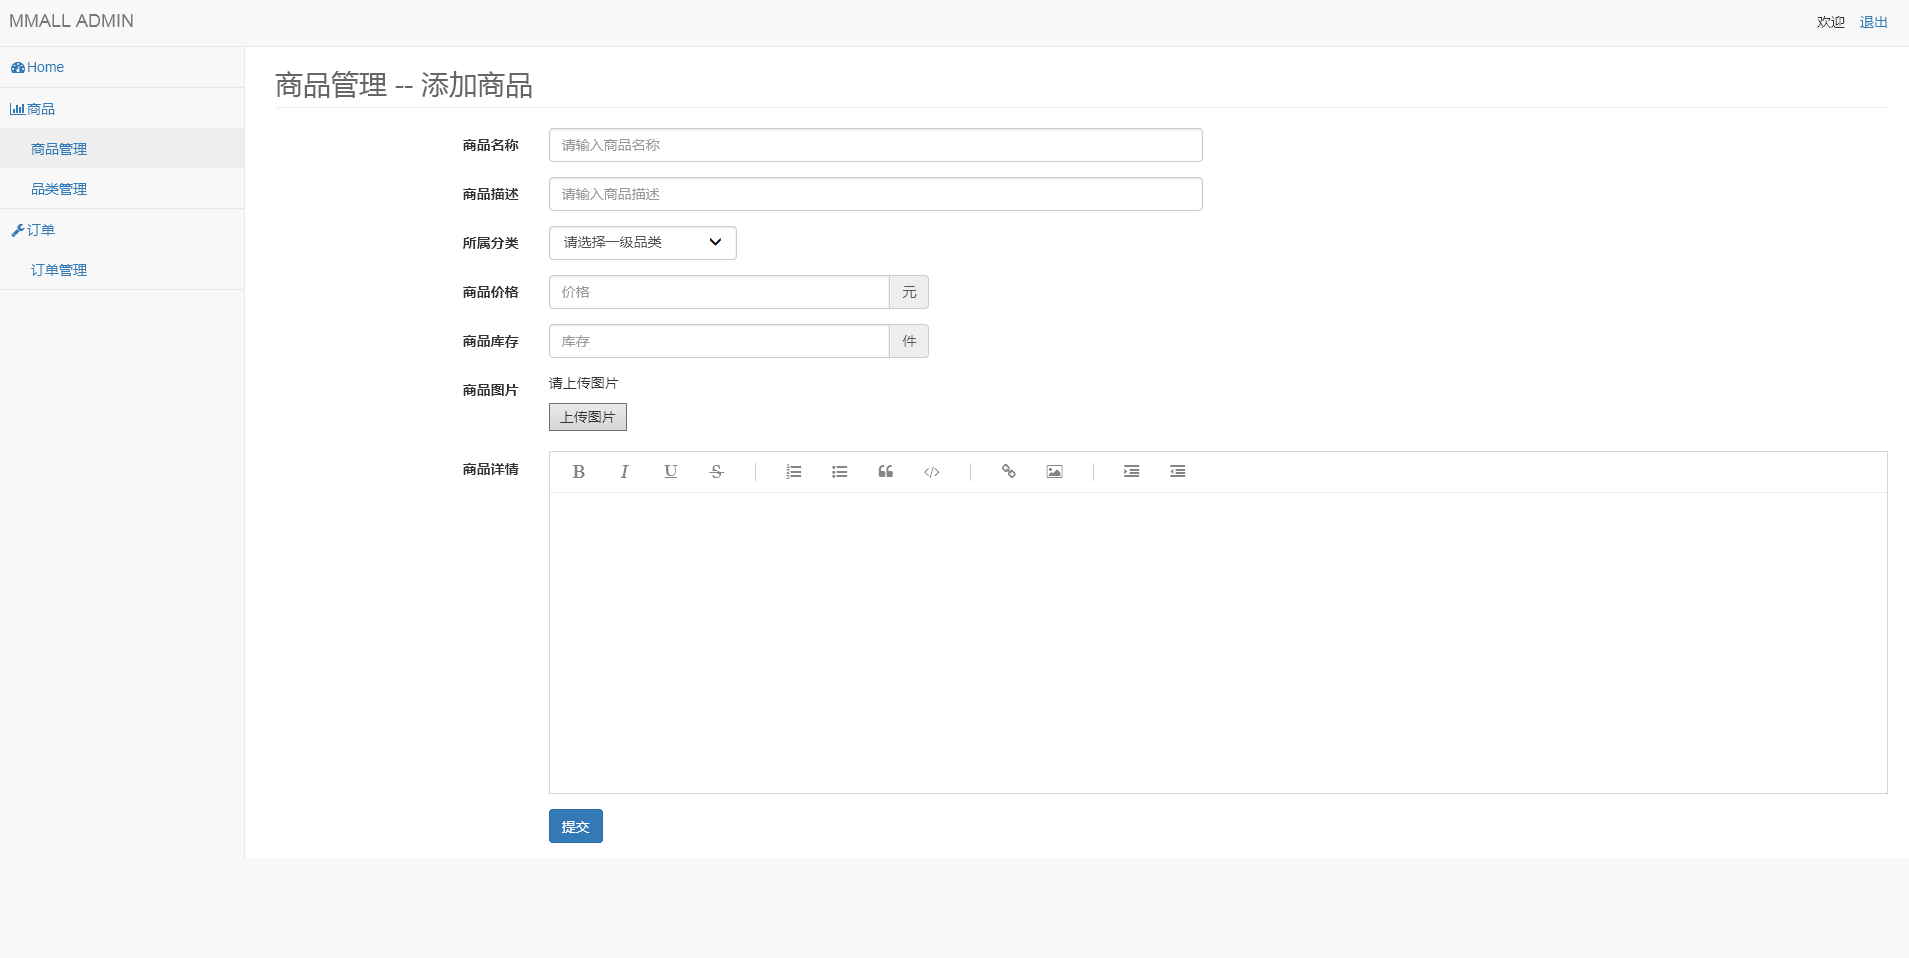 MMALL ADMIN
欢迎 退出
Home
商品
商品管理
品类管理
订单
订单管理
商品管理 -- 添加商品
商品名称 请输入商品名称
商品描述 请输入商品描述
所属分类 请选择一级品类
商品价格 价格 元
商品库存 库存 件
商品图片 请上传图片
上传图片
商品详情
提交